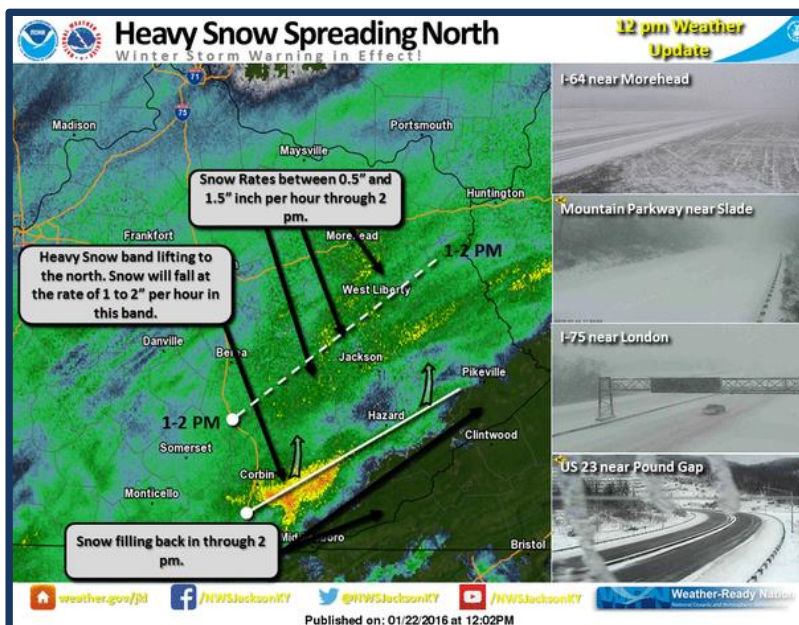 Heavy Snow Spreading North
Winter Storm Warning in Effect!
12 pm Weather
Update
71
75
Madison
Portsmouth
Maysville
Snow Rates between 0.5" and
1.5" inch per hour through 2
pm.
Huntington
Frankfort
Morehead
1-2 PM
Heavy Snow band lifting to
the north. Snow will fall at
the rate of 1 to 2" per hour in
this band.
West Liberty
Danville
Berea
Jackson
Pikeville
1-2 PM
Hazard
Clintwood
Somerset
Corbin
Monticello
Snow filling back in through 2
pm.
Bristol
I-64 near Morehead
Mountain Parkway near Slade
I-75 near London
US 23 near Pound Gap
weather.gov/jkl
/NWSJacksonKY
@NWSJacksonKY
/NWSJacksonKY
Weather-Ready Nation
Published on: 01/22/2016 at 12:02PM